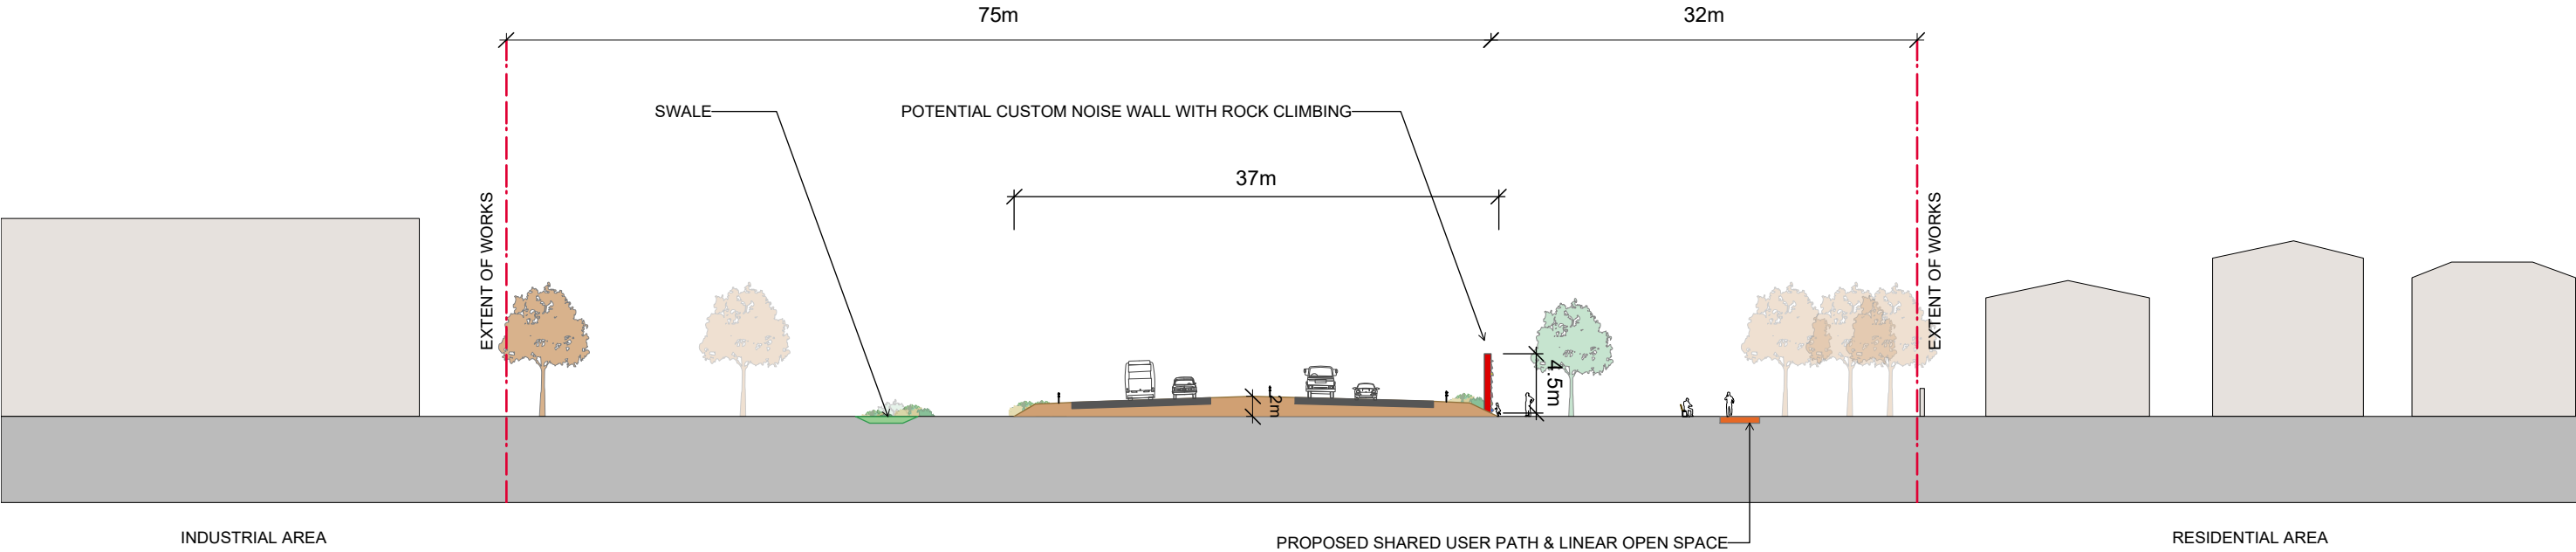 75m
32m
SWALE
POTENTIAL CUSTOM NOISE WALL WITH ROCK CLIMBING
37m
EXTENT OF WORKS
EXTENT OF WORKS
4.5m
2m
INDUSTRIAL AREA
PROPOSED SHARED USER PATH & LINEAR OPEN SPACE
RESIDENTIAL AREA